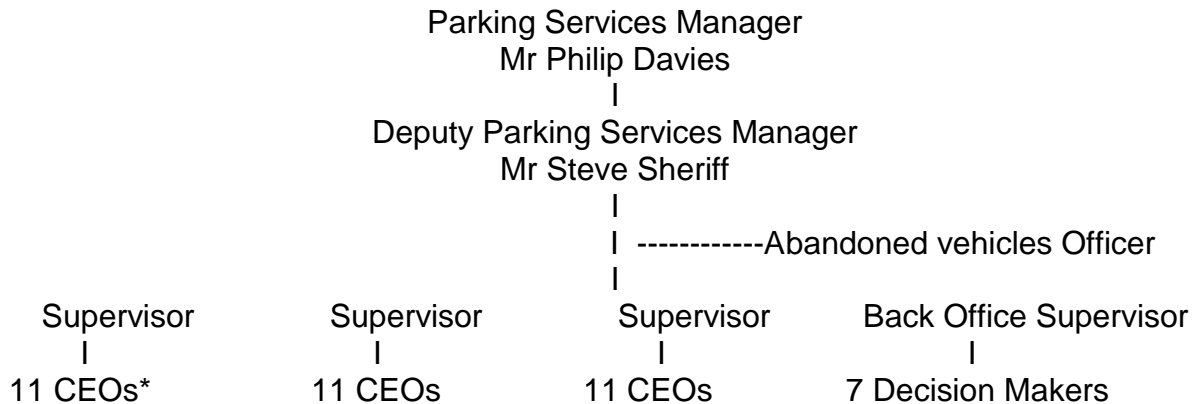 Parking Services Manager
Mr Philip Davies
I
Deputy Parking Services Manager
Mr Steve Sheriff
I
I ------------Abandoned vehicles Officer
I
Supervisor Supervisor Supervisor Back Office Supervisor
I I I I
11 CEOs* 11 CEOs 11 CEOs 7 Decision Makers